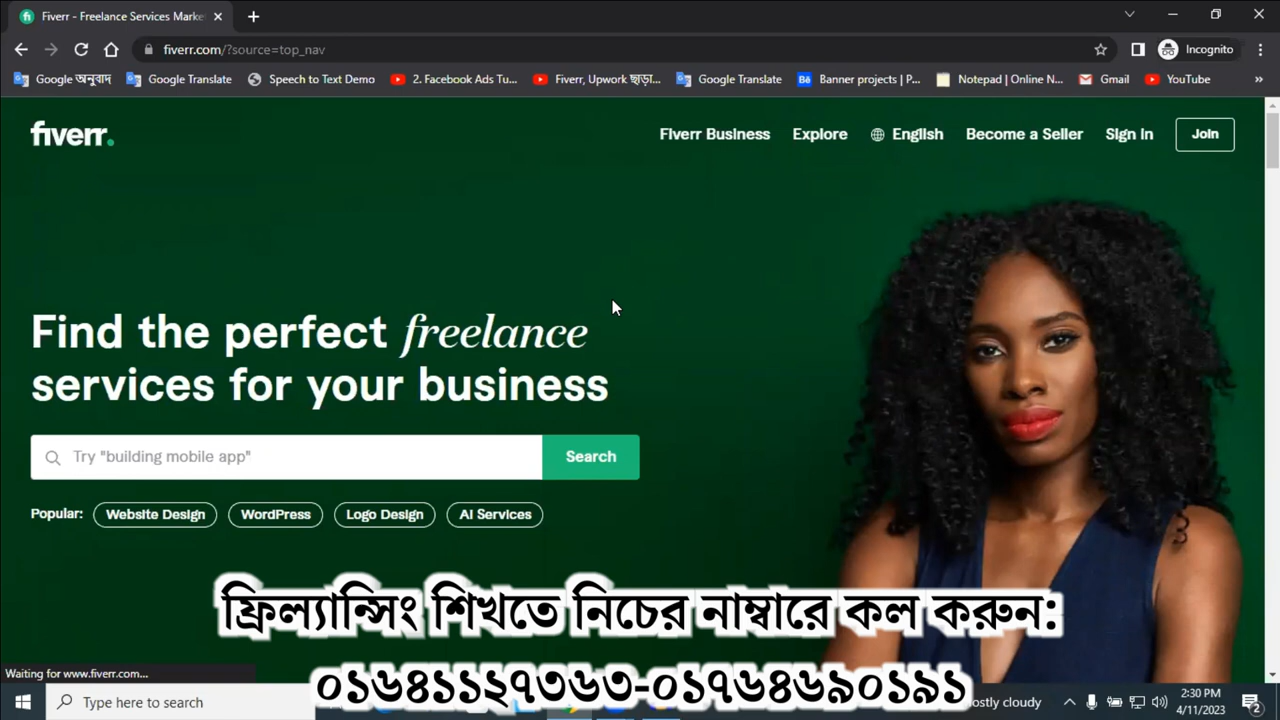 Fiverr - Freelance Services Marke
fiverr.com/?source=top_nav
Incognito
Google অনুবাদ
Google Translate
Speech to Text Demo
2. Facebook Ads Tu...
Fiverr, Upwork ছাড়া...
Google Translate
Banner projects | P...
Notepad | Online N...
Gmail
YouTube
»
fiverr.
Fiverr Business
Explore
English
Become a Seller
Sign in
Join
Find the perfect freelance
services for your business
Try "building mobile app"
Search
Popular:
Website Design
WordPress
Logo Design
AI Services
ফ্রিল্যান্সিং শিখতে নিচের নাম্বারে কল করুন:
০১৬৪১১২৭৩৬৩-০১৭৬৪৬৯০১৯১
Waiting for www.fiverr.com...
Type here to search
ostly cloudy
2:30 PM
4/11/2023
2